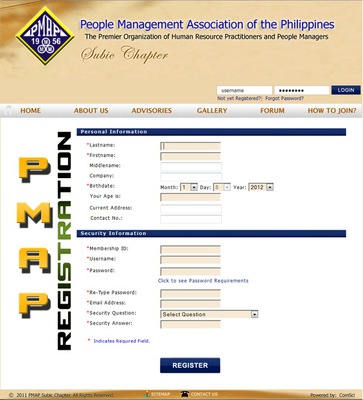 PMAP
19 56
People Management Association of the Philippines
The Premier Organization of Human Resource Practitioners and People Managers
Subic Chapter
username ******** LOGIN
Not yet Registered? | Forgot Password?
HOME ABOUT US ADVISORIES GALLERY FORUM HOW TO JOIN?
PMAP
REGISTRATION
Personal Information
*Lastname:
*Firstname:
Middlename:
Company:
*Birthdate: Month: 1 Day: 8 Year: 2012
*Your Age is:
Current Address:
Contact No.:
Security Information
*Membership ID:
*Username:
*Password:
Click to see Password Requirements
*Re-Type Password:
*Email Address:
*Security Question: Select Question
*Security Answer:
* Indicates Required Field.
REGISTER
© 2011 PMAP Subic Chapter. All Rights Reserved. SITEMAP CONTACT US Powered by: ComSci